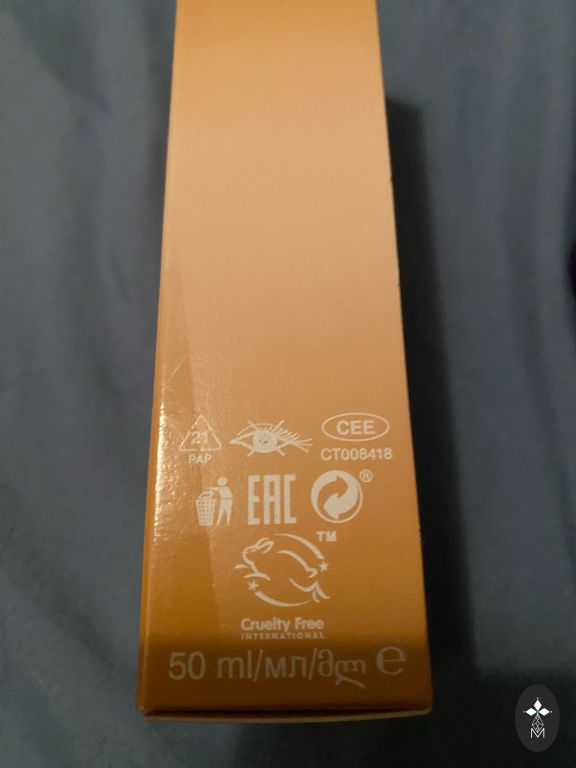 21
PAP
CEE
CT008418
EAC
®
TM
Cruelty Free
INTERNATIONAL
50 ml/мл/მლ e
M